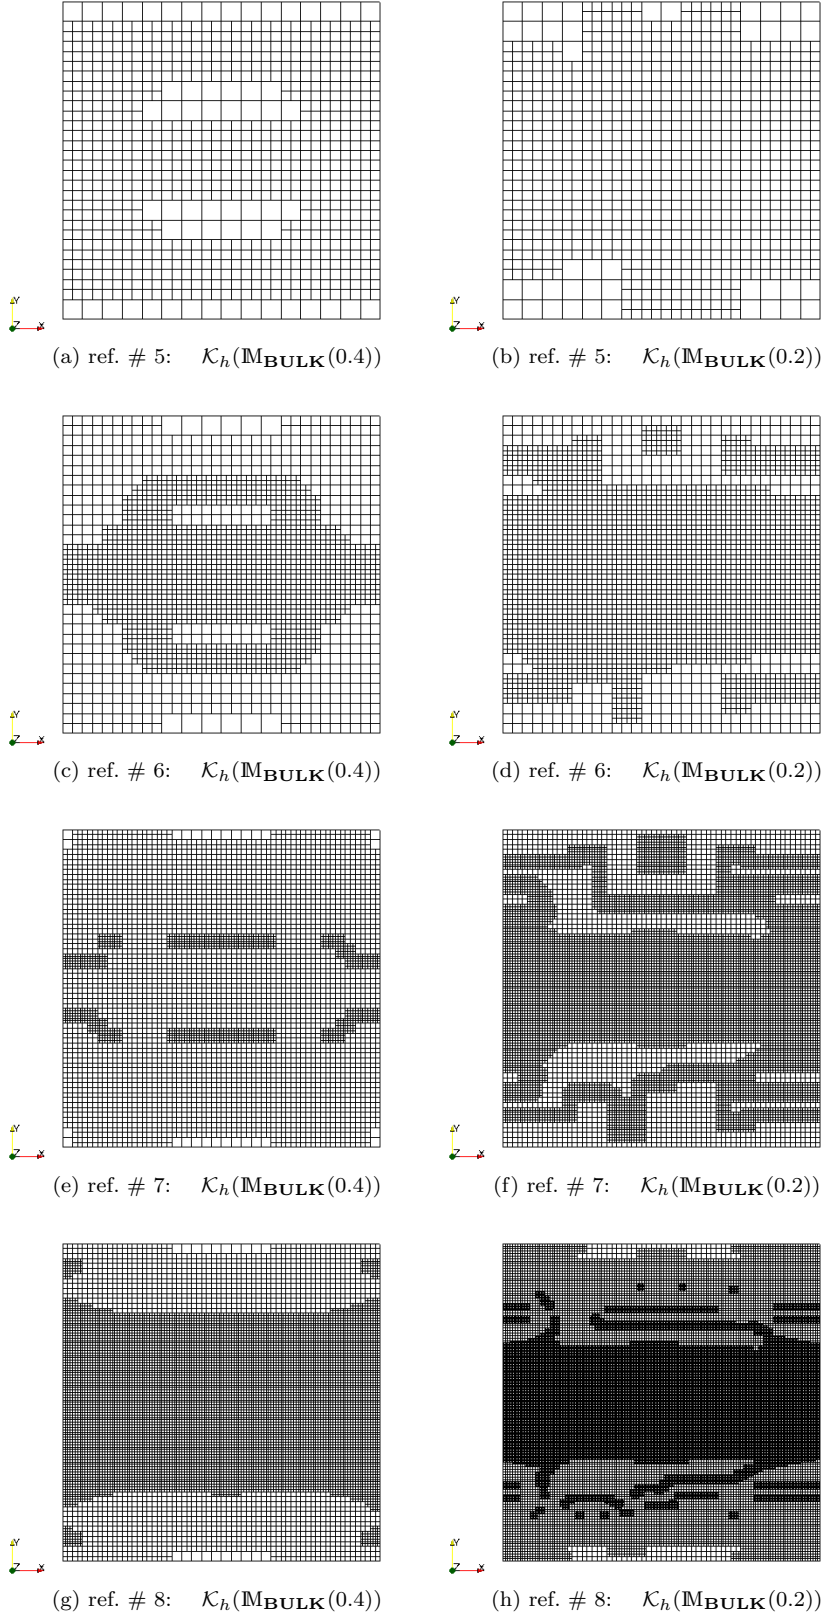 Y
Z X
Y
Z X
(a) ref. # 5: 𝒦ₕ(𝕄BULK(0.4))
(b) ref. # 5: 𝒦ₕ(𝕄BULK(0.2))
Y
Z X
Y
Z X
(c) ref. # 6: 𝒦ₕ(𝕄BULK(0.4))
(d) ref. # 6: 𝒦ₕ(𝕄BULK(0.2))
Y
Z X
Y
Z X
(e) ref. # 7: 𝒦ₕ(𝕄BULK(0.4))
(f) ref. # 7: 𝒦ₕ(𝕄BULK(0.2))
Y
Z X
Y
Z X
(g) ref. # 8: 𝒦ₕ(𝕄BULK(0.4))
(h) ref. # 8: 𝒦ₕ(𝕄BULK(0.2))